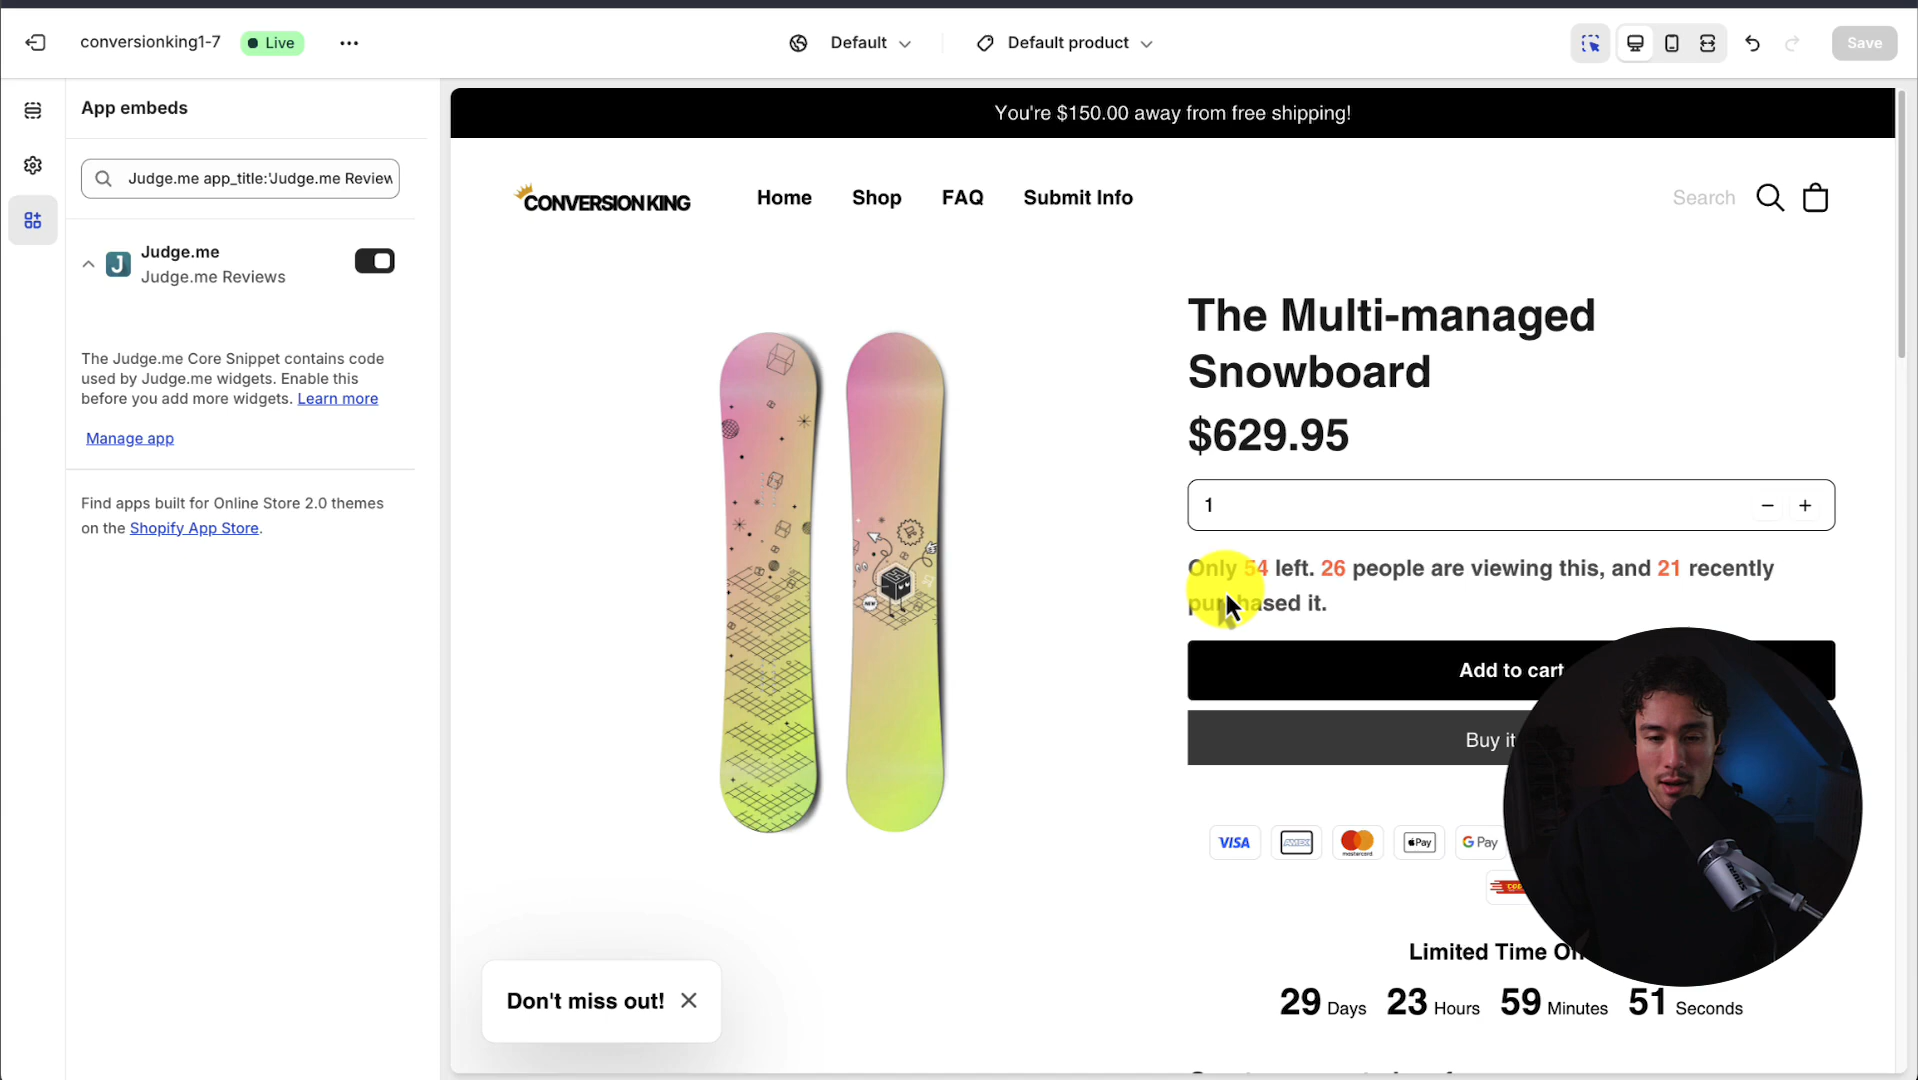 conversionking1-7
Live
Default
Default product
Save
App embeds
Judge.me app_title:'Judge.me Review
J
Judge.me
Judge.me Reviews
The Judge.me Core Snippet contains code
used by Judge.me widgets. Enable this
before you add more widgets. Learn more
Manage app
Find apps built for Online Store 2.0 themes
on the Shopify App Store.
You're $150.00 away from free shipping!
CONVERSION KING
Home
Shop
FAQ
Submit Info
Search
The Multi-managed
Snowboard
$629.95
1
Only 54 left. 26 people are viewing this, and 21 recently
purchased it.
Add to cart
Buy it
VISA
AMEX
mastercard
Pay
G Pay
NEW
Limited Time
29 Days 23 Hours 59 Minutes 51 Seconds
Don't miss out!
SHURE